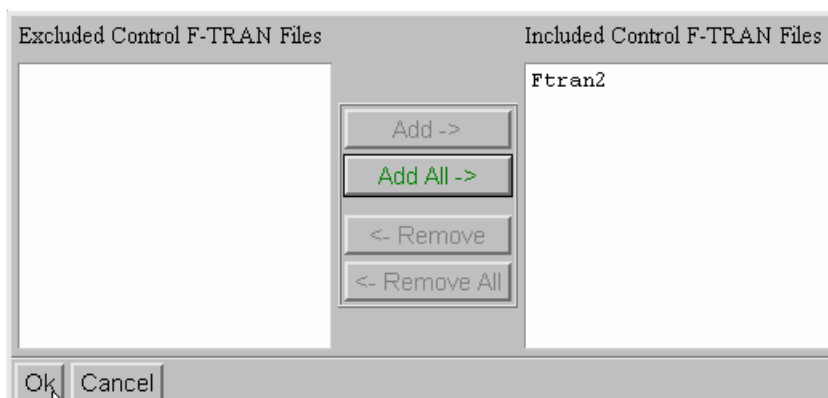 Excluded Control F-TRAN Files
Included Control F-TRAN Files
Ftran2
Add ->
Add All ->
<- Remove
<- Remove All
Ok
Cancel